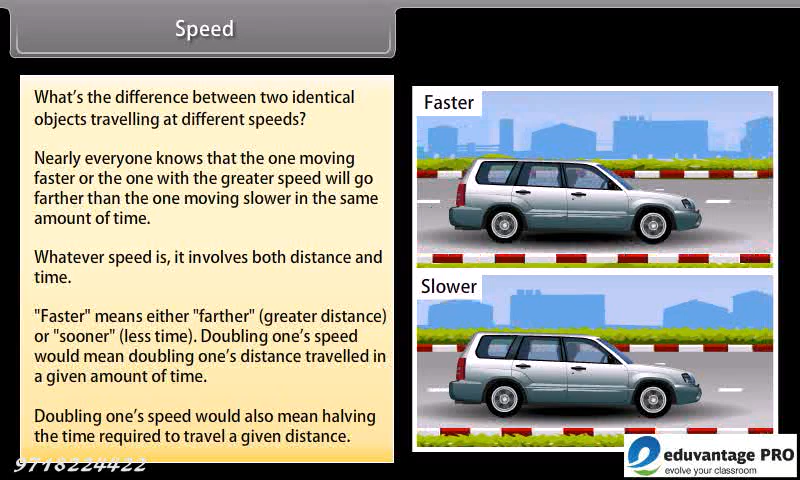 Speed
What's the difference between two identical
objects travelling at different speeds?
Nearly everyone knows that the one moving
faster or the one with the greater speed will go
farther than the one moving slower in the same
amount of time.
Whatever speed is, it involves both distance and
time.
"Faster" means either "farther" (greater distance)
or "sooner" (less time). Doubling one's speed
would mean doubling one's distance travelled in
a given amount of time.
Doubling one's speed would also mean halving
the time required to travel a given distance.
9718224422
Faster
Slower
eduvantage PRO
evolve your classroom